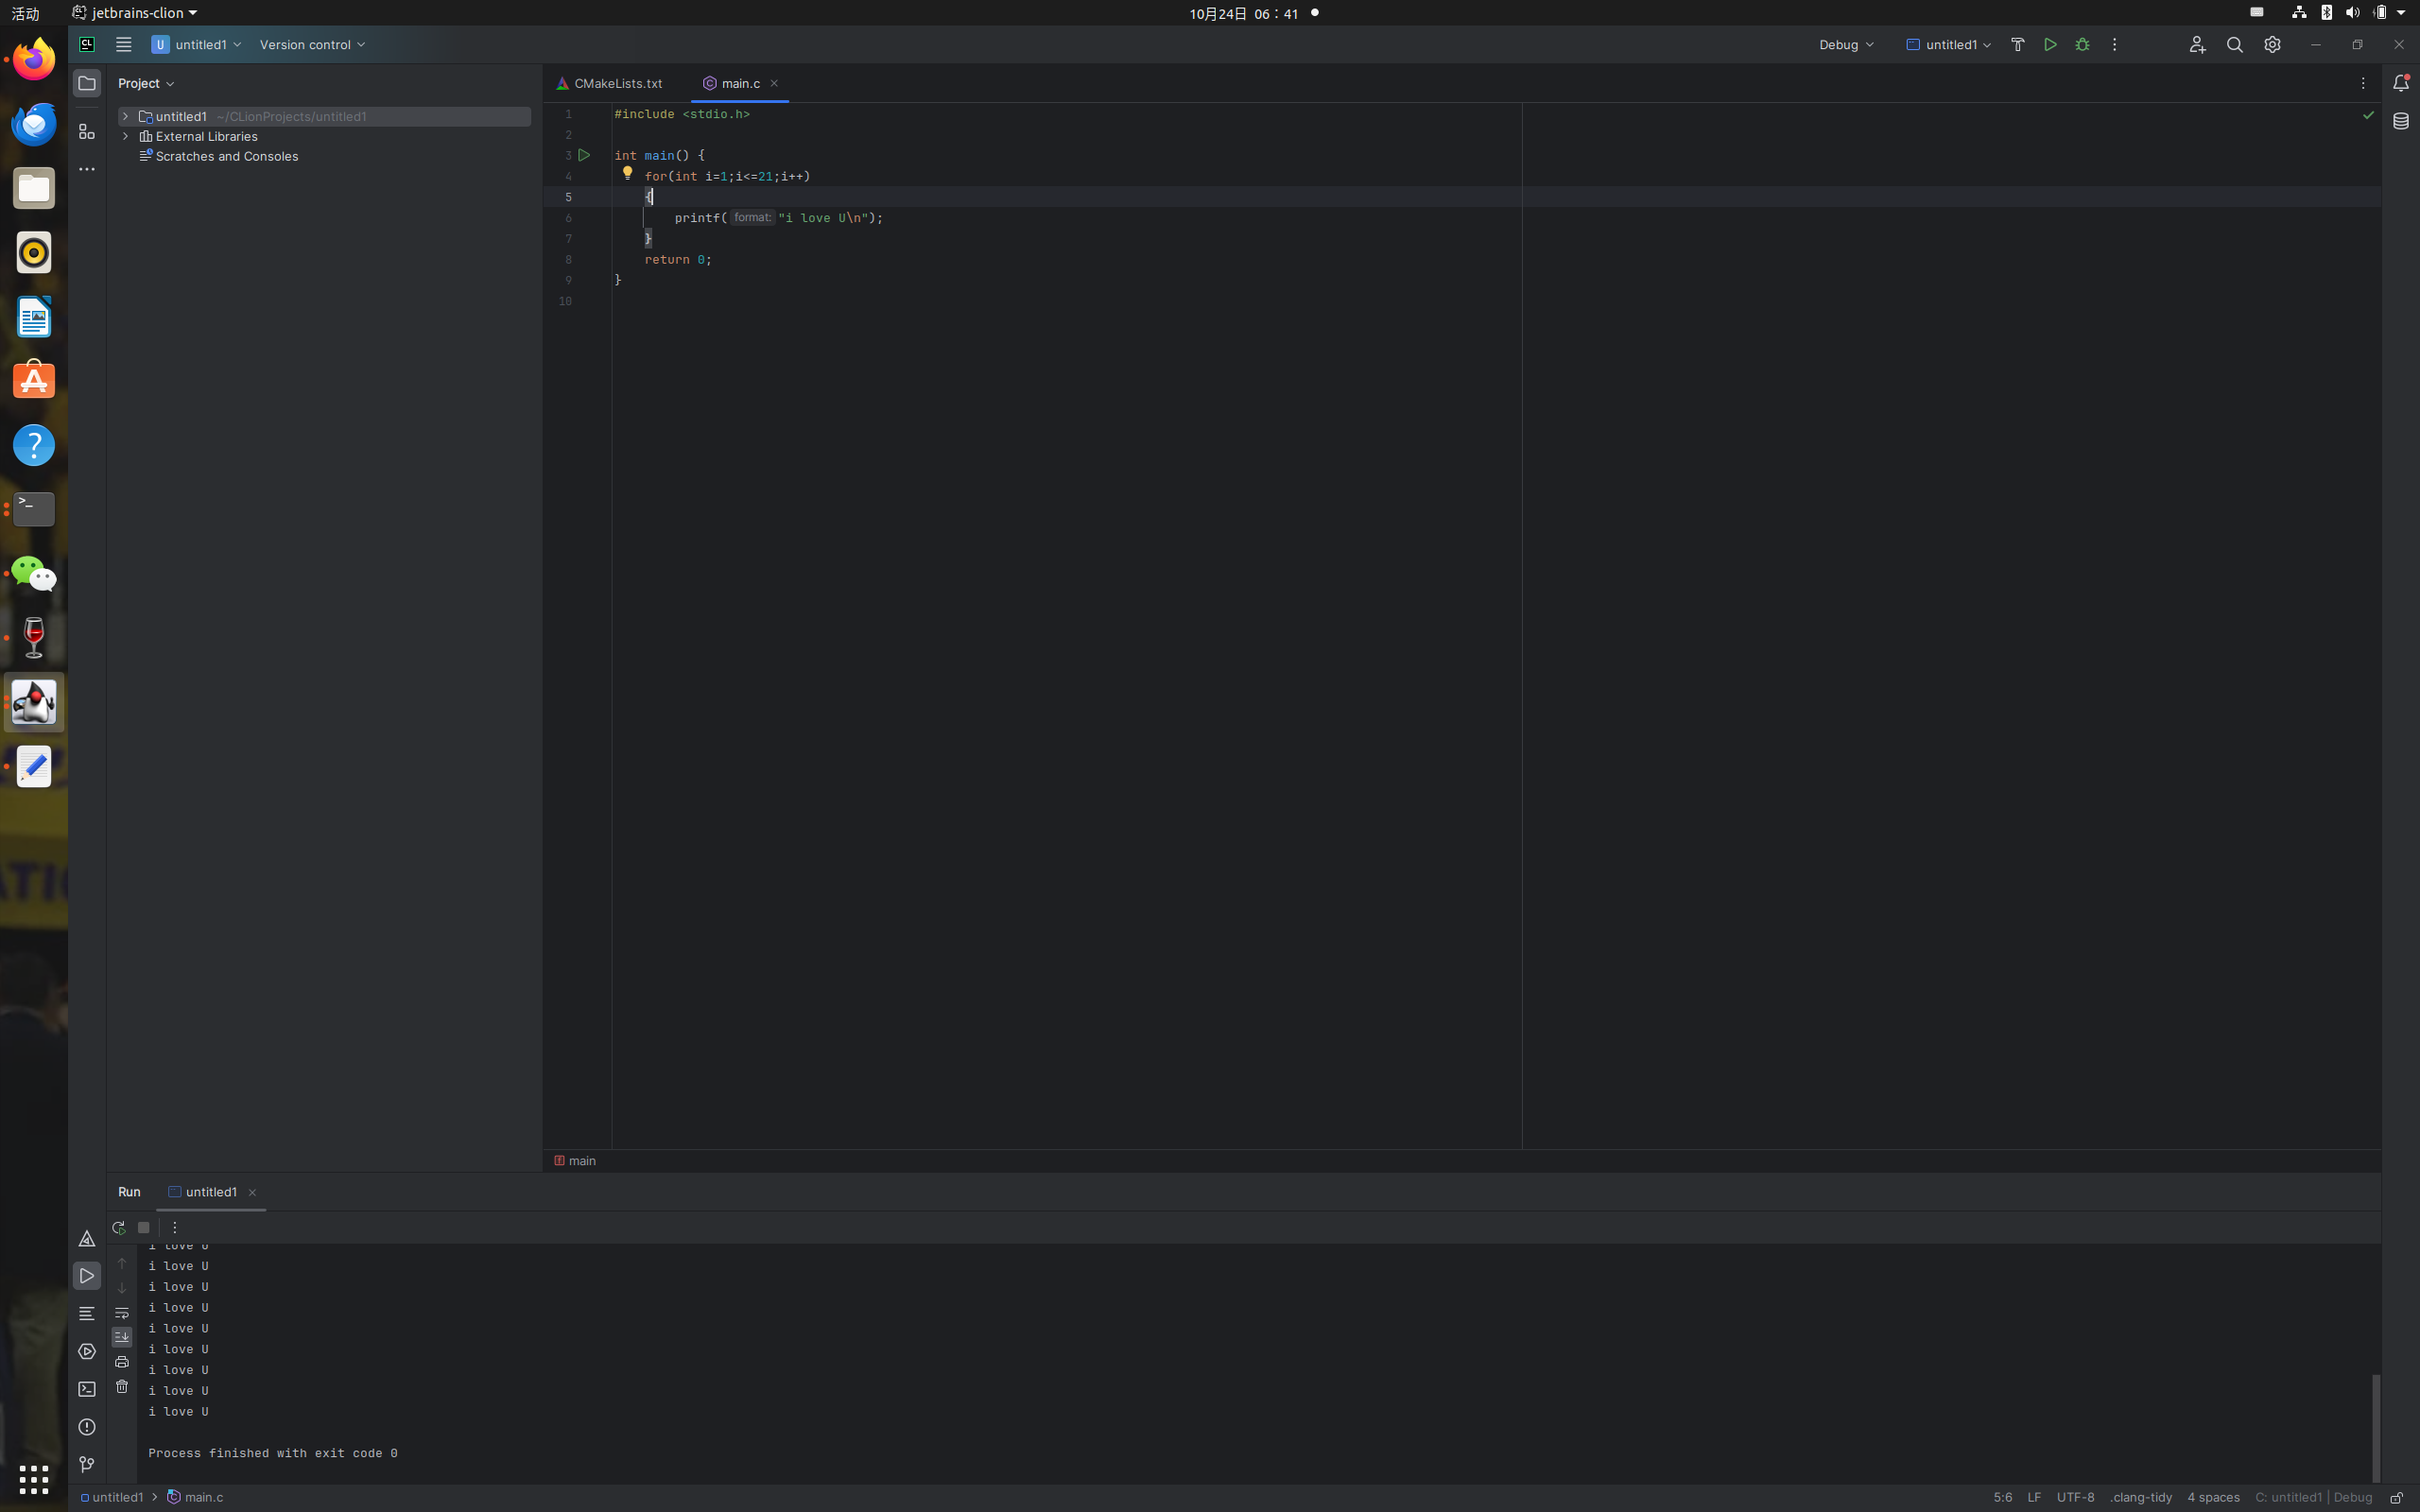 活动
jetbrains-clion
10月24日 06：41
CL
U untitled1
Version control
Debug
untitled1
Project
untitled1 ~/CLionProjects/untitled1
External Libraries
Scratches and Consoles
CMakeLists.txt
main.c
1 #include <stdio.h>
2
3 int main() {
4 for(int i=1;i<=21;i++)
5 {
6 printf( format: "i love U\n");
7 }
8 return 0;
9 }
10
main
Run
untitled1
i love U
i love U
i love U
i love U
i love U
i love U
i love U
i love U
i love U
Process finished with exit code 0
untitled1 > main.c
5:6 LF UTF-8 .clang-tidy 4 spaces C: untitled1 | Debug